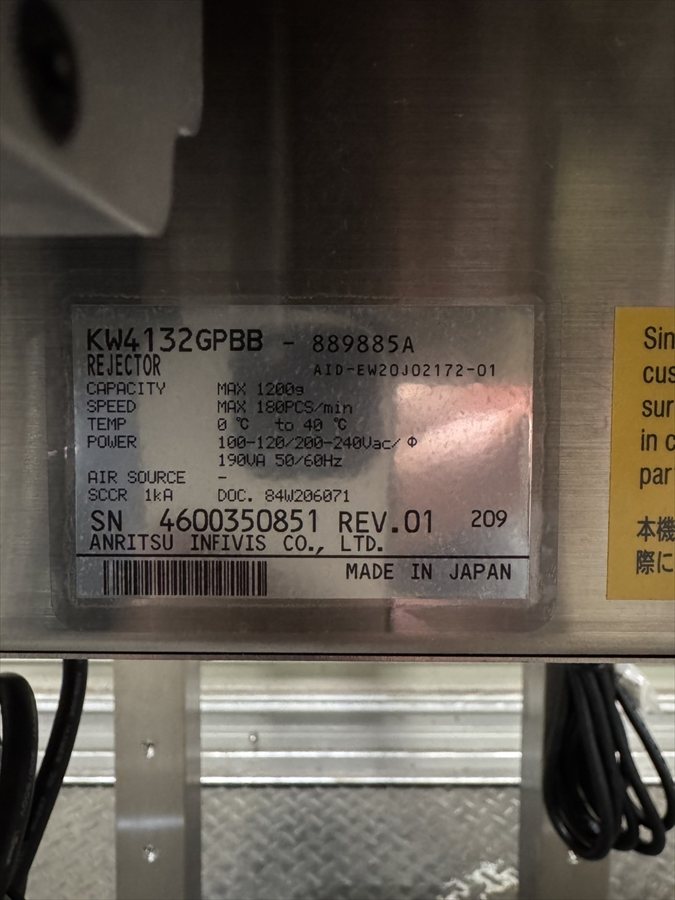 KW4132GPBB - 889885A
REJECTOR AID-EW20J02172-01
CAPACITY MAX 1200g
SPEED MAX 180PCS/min
TEMP 0 ℃ to 40 ℃
POWER 100-120/200-240Vac/ Φ
190VA 50/60Hz
AIR SOURCE -
SCCR 1kA DOC. 84W206071
SN 4600350851 REV.01 209
ANRITSU INFIVIS CO., LTD.
MADE IN JAPAN
Sin
cus
sur
in c
par
本機
際に